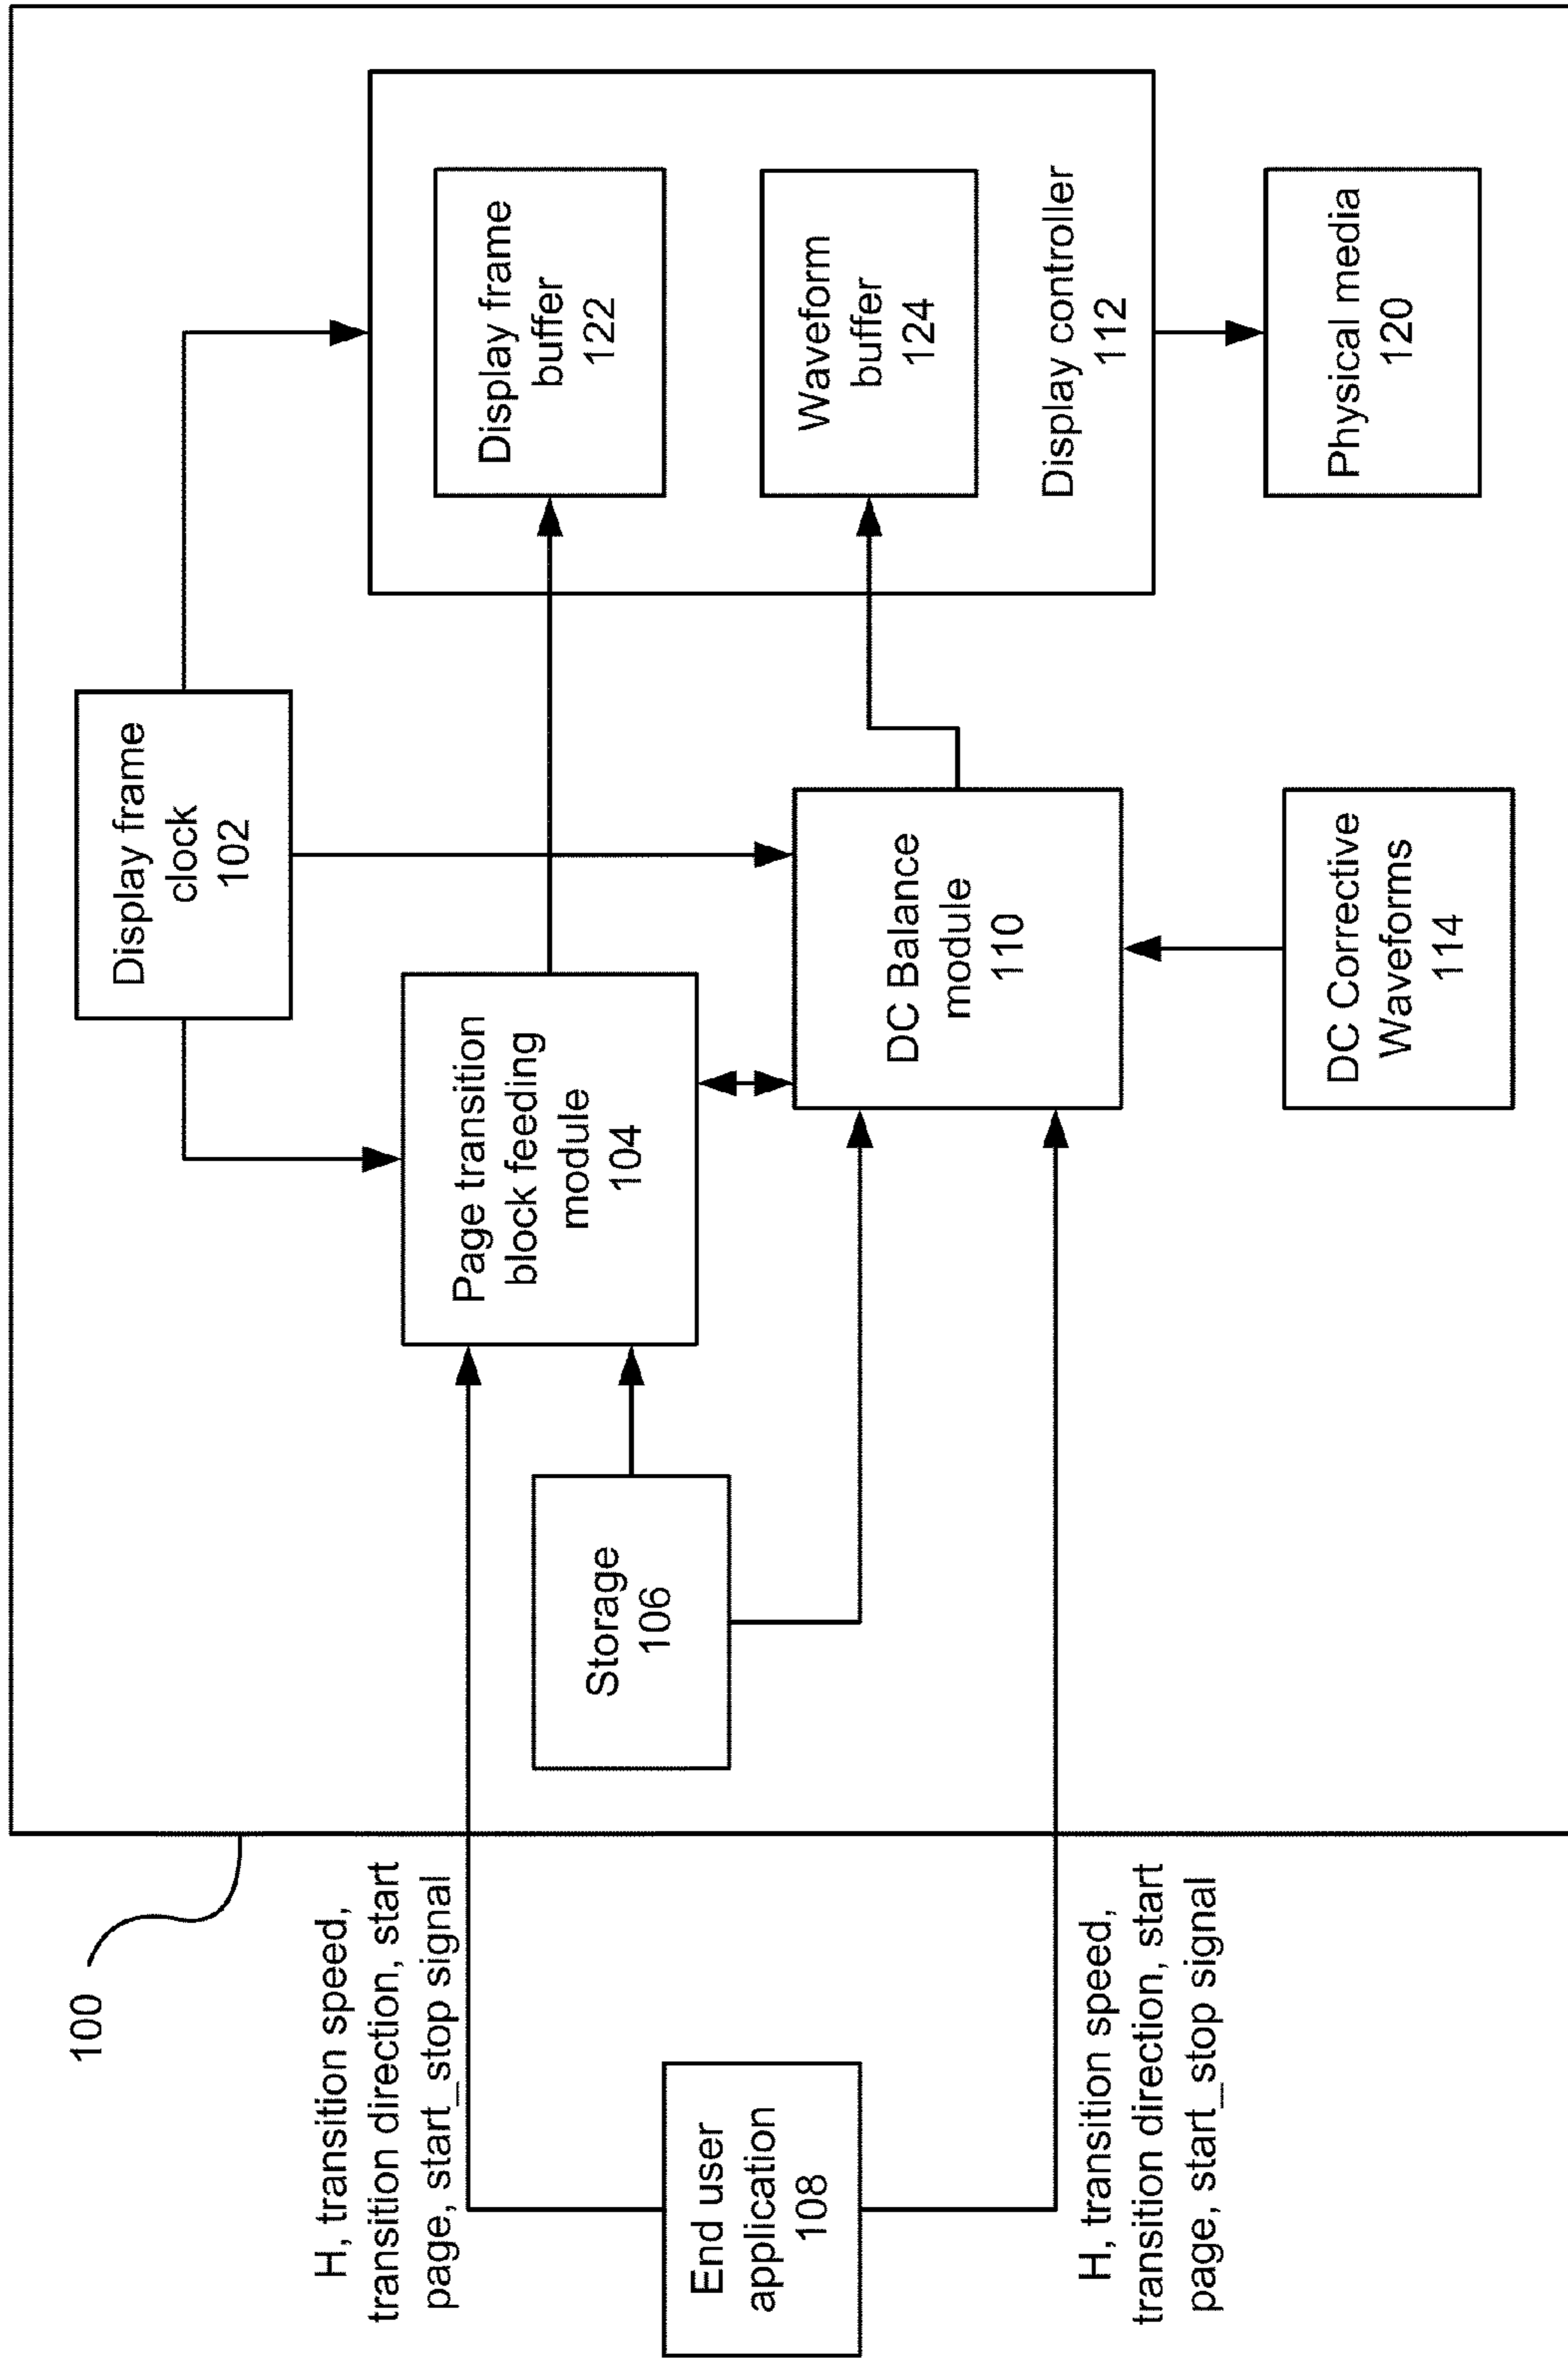 100
H, transition speed,
transition direction, start
page, start_stop signal
End user
application
108
H, transition speed,
transition direction, start
page, start_stop signal
Storage
106
Display frame
clock
102
Page transition
block feeding
module
104
DC Balance
module
110
DC Corrective
Waveforms
114
Display frame
buffer
122
Waveform
buffer
124
Display controller
112
Physical media
120